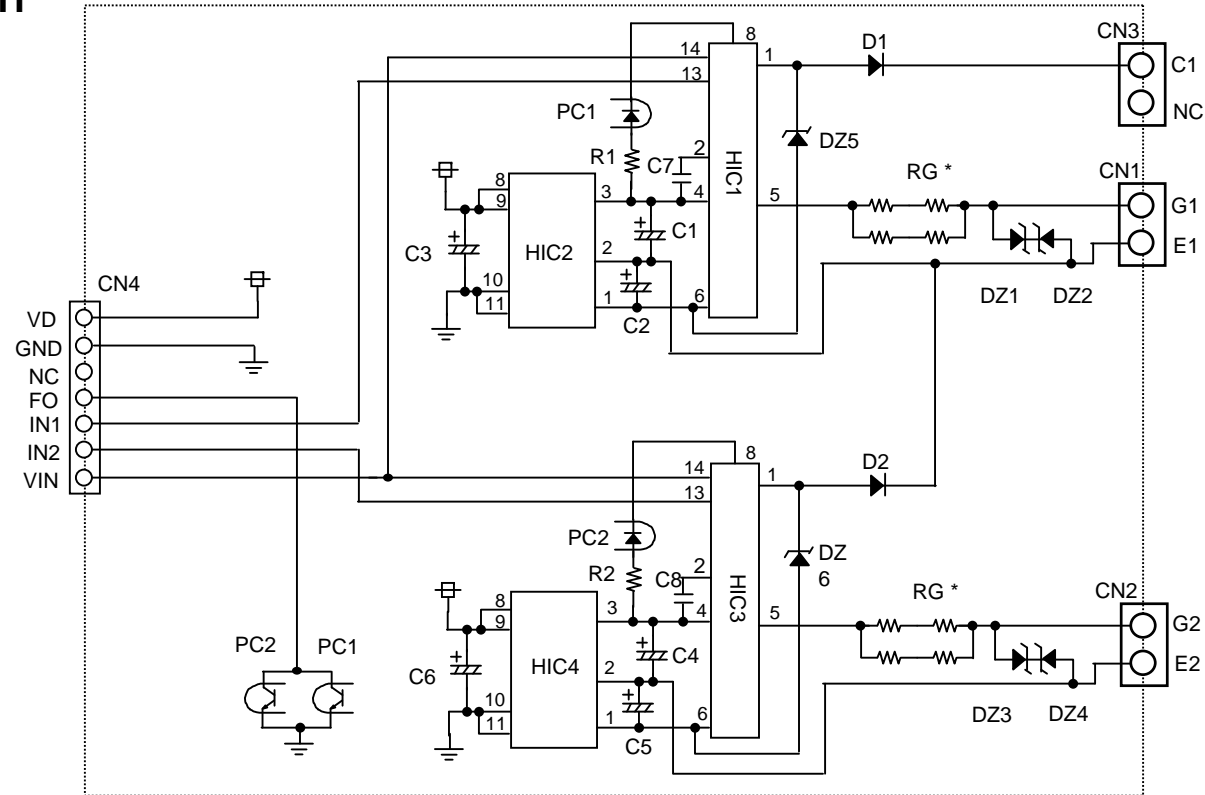 8
D1
CN3
14
1
C1
13
NC
PC1
DZ5
R1
C7
2
HIC1
RG *
CN1
8
3
4
5
G1
9
C3
+
HIC2
+
C1
2
E1
+
10
CN4
11
1
6
C2
DZ1
DZ2
VD
GND
NC
FO
IN1
IN2
VIN
8
D2
14
1
13
PC2
DZ
6
R2
C8
2
HIC3
RG *
CN2
8
3
4
5
G2
9
PC2
PC1
C6
+
HIC4
+
C4
2
E2
+
10
11
1
6
C5
DZ3
DZ4